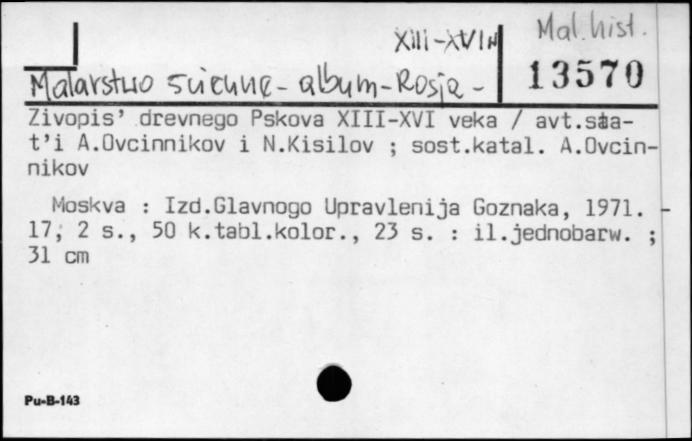 Mal. hist.
XIII-XVIII
13570
Malarstwo ścienne - album - Rosja -
Zivopis' drevnego Pskova XIII-XVI veka / avt.sta-
t'i A.Ovcinnikov i N.Kisilov ; sost.katal. A.Ovcin-
nikov
Moskva : Izd.Glavnogo Upravlenija Goznaka, 1971. -
17, 2 s., 50 k.tabl.kolor., 23 s. : il.jednobarw. ;
31 cm
Pu-B-143